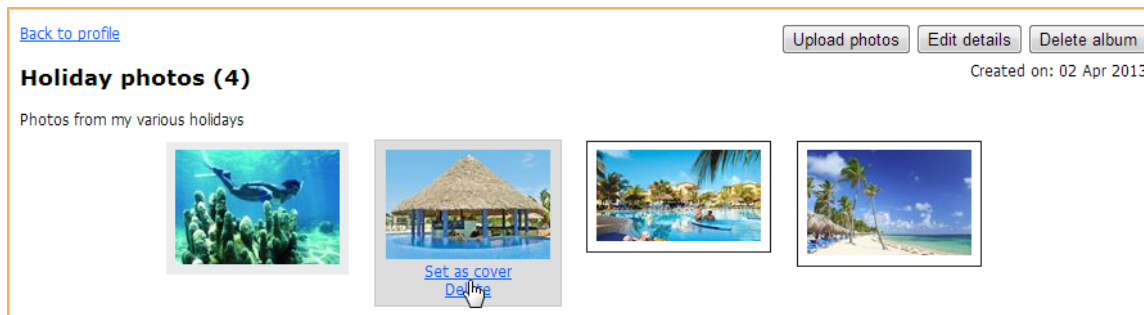 Back to profile
Upload photos Edit details Delete album
Holiday photos (4)
Created on: 02 Apr 2013
Photos from my various holidays
Set as cover
Delete